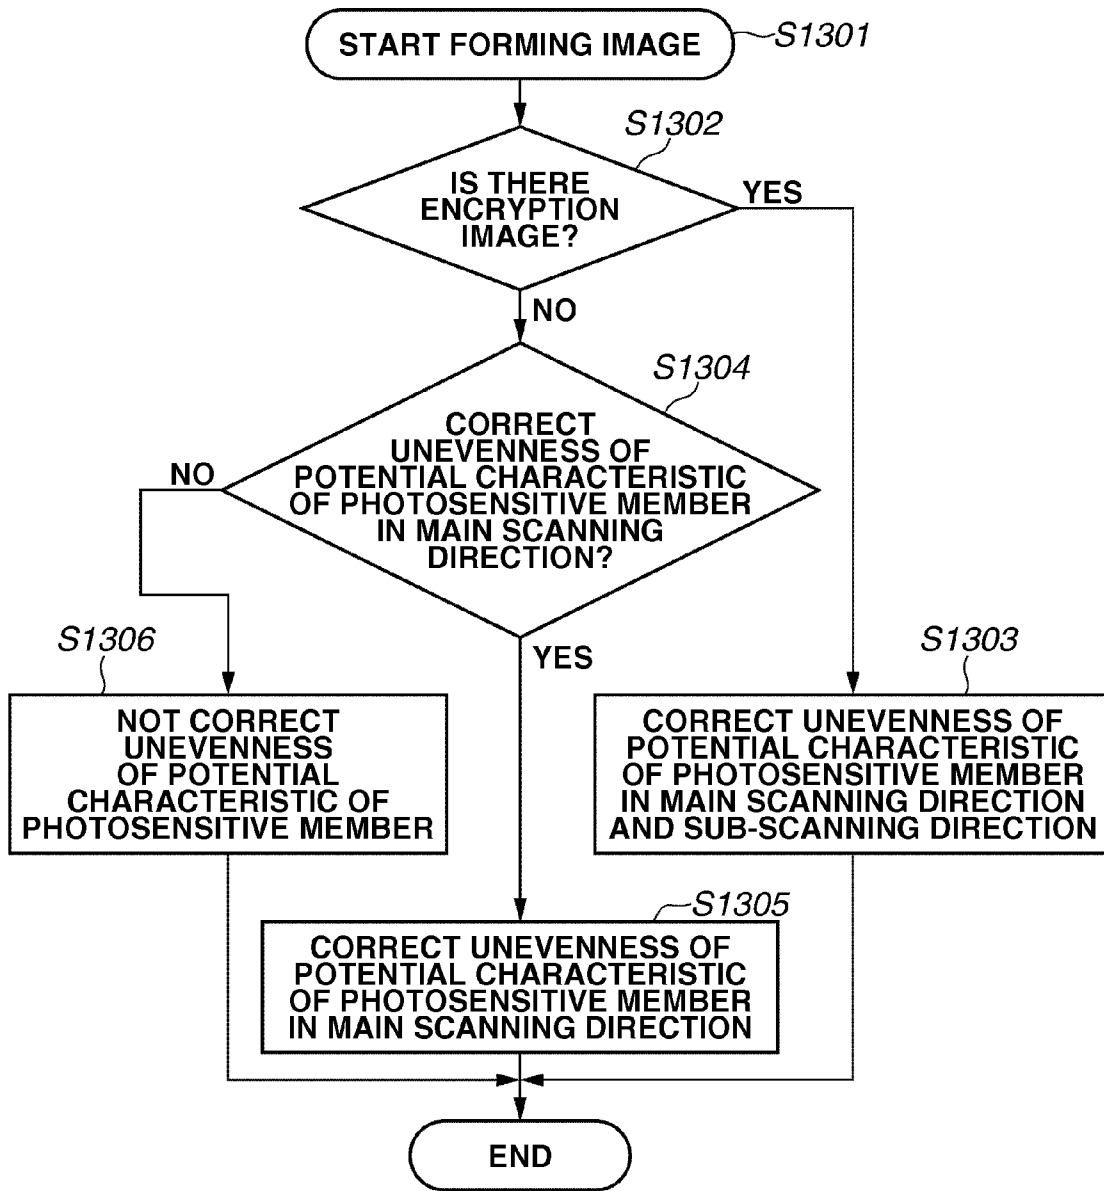 START FORMING IMAGE
S1301
S1302
IS THERE
ENCRYPTION
IMAGE?
YES
NO
S1304
CORRECT
UNEVENNESS OF
POTENTIAL CHARACTERISTIC
OF PHOTOSENSITIVE MEMBER
IN MAIN SCANNING
DIRECTION?
NO
YES
S1306
NOT CORRECT
UNEVENNESS
OF POTENTIAL
CHARACTERISTIC OF
PHOTOSENSITIVE MEMBER
S1303
CORRECT UNEVENNESS OF
POTENTIAL CHARACTERISTIC
OF PHOTOSENSITIVE MEMBER
IN MAIN SCANNING DIRECTION
AND SUB-SCANNING DIRECTION
S1305
CORRECT UNEVENNESS OF
POTENTIAL CHARACTERISTIC
OF PHOTOSENSITIVE MEMBER
IN MAIN SCANNING DIRECTION
END